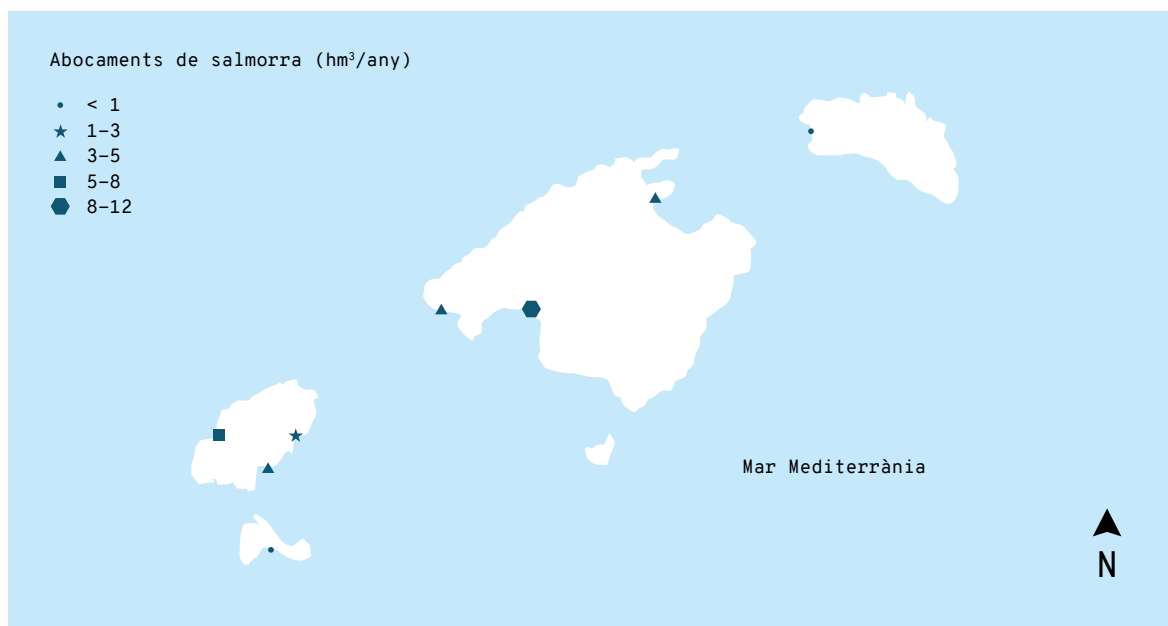 Abocaments de salmorra (hm³/any)
< 1
1–3
3–5
5–8
8–12
Mar Mediterrània
N